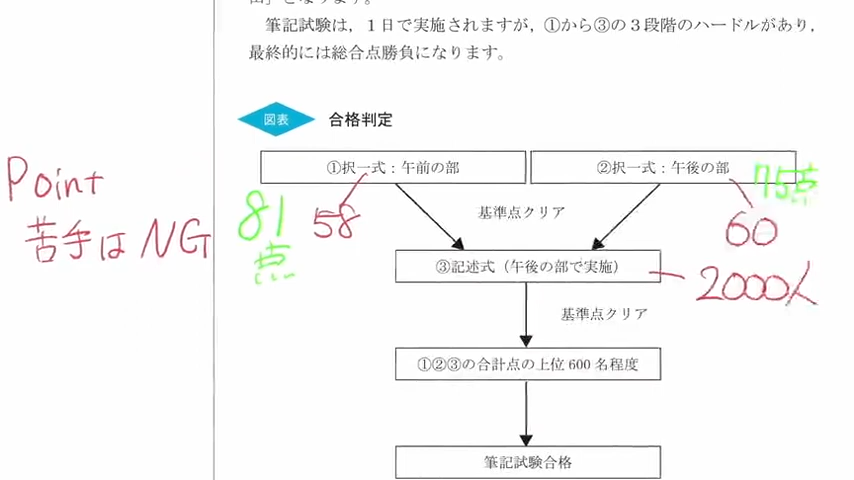 筆記試験は，１日で実施されますが，①から③の３段階のハードルがあり，
最終的には総合点勝負になります。
図表 合格判定
①択一式：午前の部 ②択一式：午後の部
75点
Point
苦手はNG
81点
58
基準点クリア
60
③記述式（午後の部で実施）
2000人
基準点クリア
①②③の合計点の上位600名程度
筆記試験合格